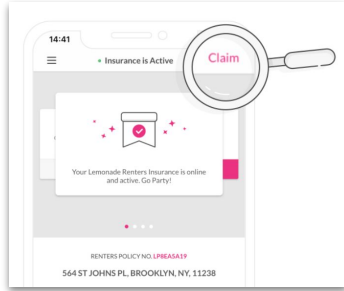 14:41
• Insurance is Active
Claim
Your Lemonade Renters Insurance is online
and active. Go Party!
RENTERS POLICY NO. LP8EA5A19
564 ST JOHNS PL, BROOKLYN, NY, 11238